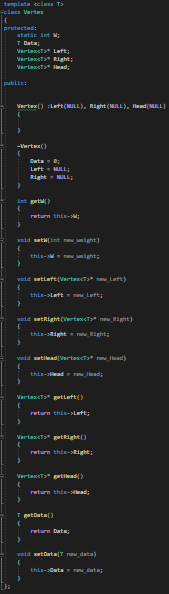 template <class T>
class Vertex
{
protected:
    static int W;
    T Data;
    Vertex<T>* Left;
    Vertex<T>* Right;
    Vertex<T>* Head;

public:

    Vertex() :Left(NULL), Right(NULL), Head(NULL)
    {

    }

    ~Vertex()
    {
        Data = 0;
        Left = NULL;
        Right = NULL;
    }

    int getW()
    {
        return this->W;
    }

    void setW(int new_weight)
    {
        this->W = new_weight;
    }

    void setLeft(Vertex<T>* new_Left)
    {
        this->Left = new_Left;
    }

    void setRight(Vertex<T>* new_Right)
    {
        this->Right = new_Right;
    }

    void setHead(Vertex<T>* new_Head)
    {
        this->Head = new_Head;
    }

    Vertex<T>* getLeft()
    {
        return this->Left;
    }

    Vertex<T>* getRight()
    {
        return this->Right;
    }

    Vertex<T>* getHead()
    {
        return this->Head;
    }

    T getData()
    {
        return Data;
    }

    void setData(T new_data)
    {
        this->Data = new_data;
    }
};